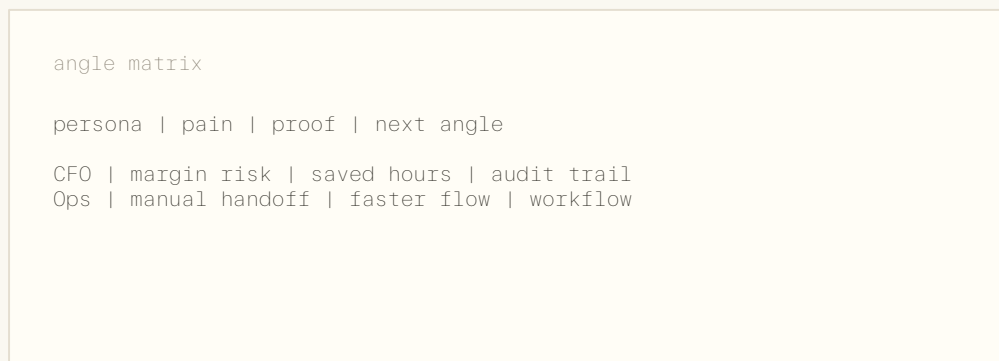 angle matrix
persona | pain | proof | next angle
CFO | margin risk | saved hours | audit trail
Ops | manual handoff | faster flow | workflow